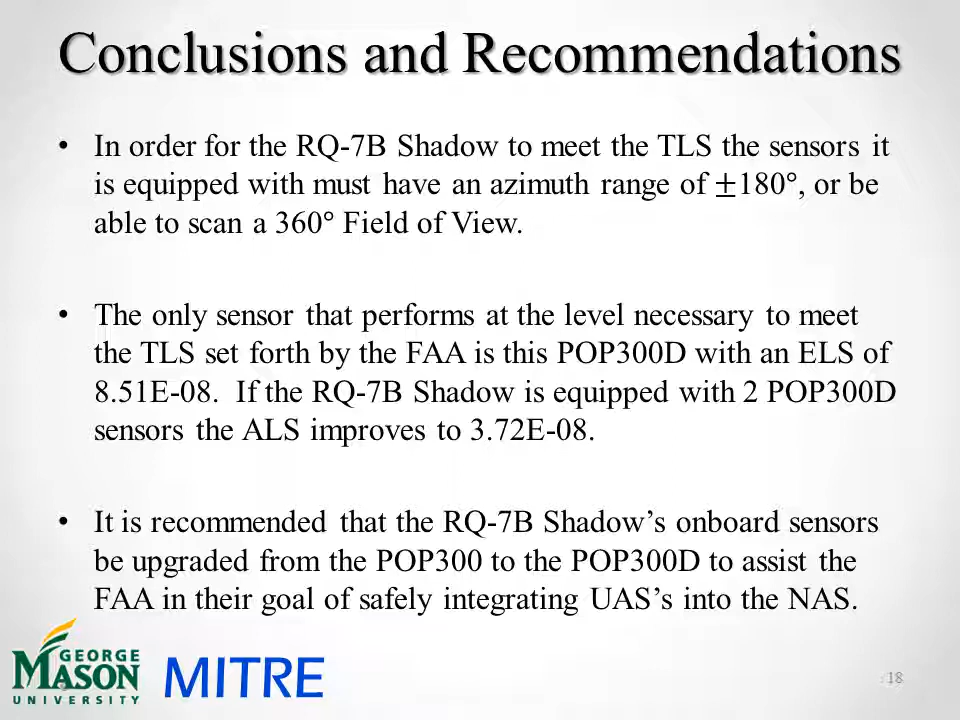 Conclusions and Recommendations
• In order for the RQ-7B Shadow to meet the TLS the sensors it
is equipped with must have an azimuth range of ±180°, or be
able to scan a 360° Field of View.
• The only sensor that performs at the level necessary to meet
the TLS set forth by the FAA is this POP300D with an ELS of
8.51E-08.  If the RQ-7B Shadow is equipped with 2 POP300D
sensors the ALS improves to 3.72E-08.
• It is recommended that the RQ-7B Shadow’s onboard sensors
be upgraded from the POP300 to the POP300D to assist the
FAA in their goal of safely integrating UAS’s into the NAS.
GEORGE
MASON
UNIVERSITY
MITRE
18